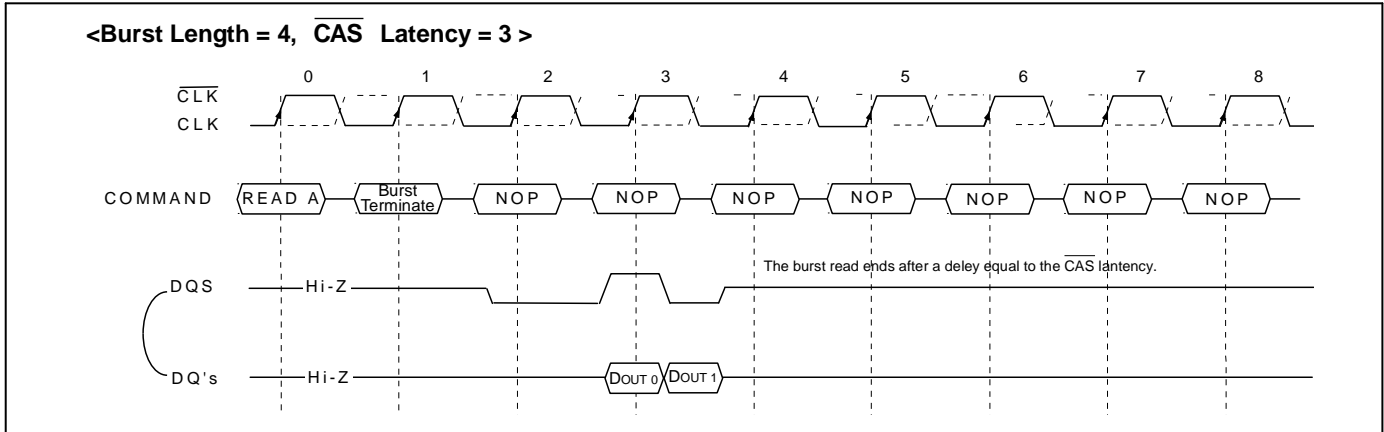 <Burst Length = 4, CAS Latency = 3 >
0 1 2 3 4 5 6 7 8
CLK
CLK
COMMAND READ A Burst Terminate NOP NOP NOP NOP NOP NOP NOP
The burst read ends after a deley equal to the CAS lantency.
DQS Hi-Z
DQ's Hi-Z DOUT 0 DOUT 1